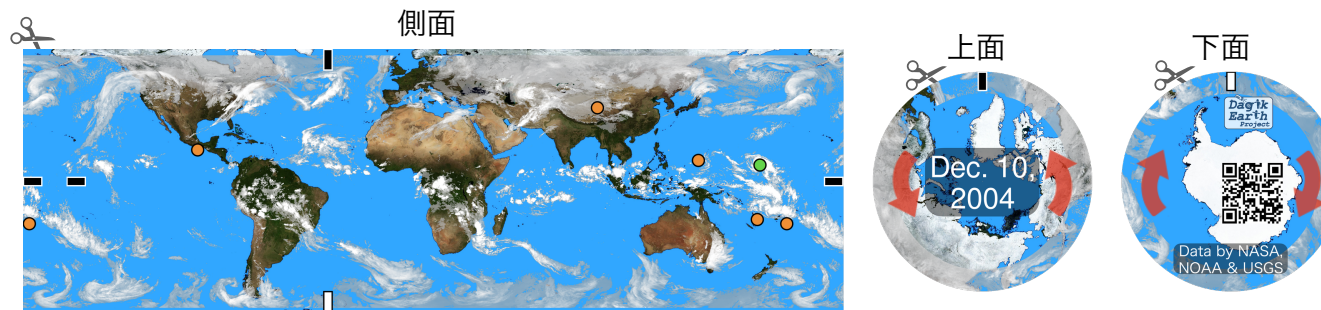 側面
上面
下面
Dec. 10,
2004
Dagik
Earth
Project
Data by NASA,
NOAA & USGS